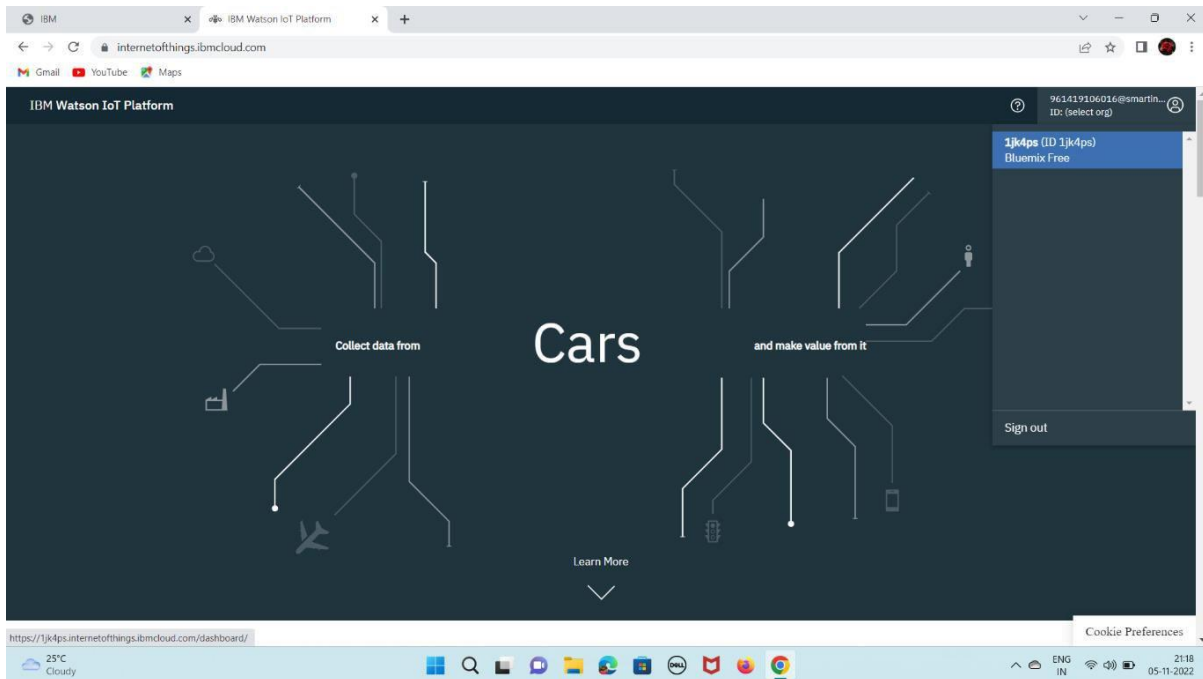 IBM
IBM Watson IoT Platform
internetofthings.ibmcloud.com
Gmail YouTube Maps
IBM Watson IoT Platform
961419106016@smartin...
ID: (select org)
1jk4ps (ID 1jk4ps)
Bluemix Free
Sign out
Collect data from
Cars
and make value from it
Learn More
Cookie Preferences
https://1jk4ps.internetofthings.ibmcloud.com/dashboard/
25°C
Cloudy
DELL
ENG
IN
21:18
05-11-2022